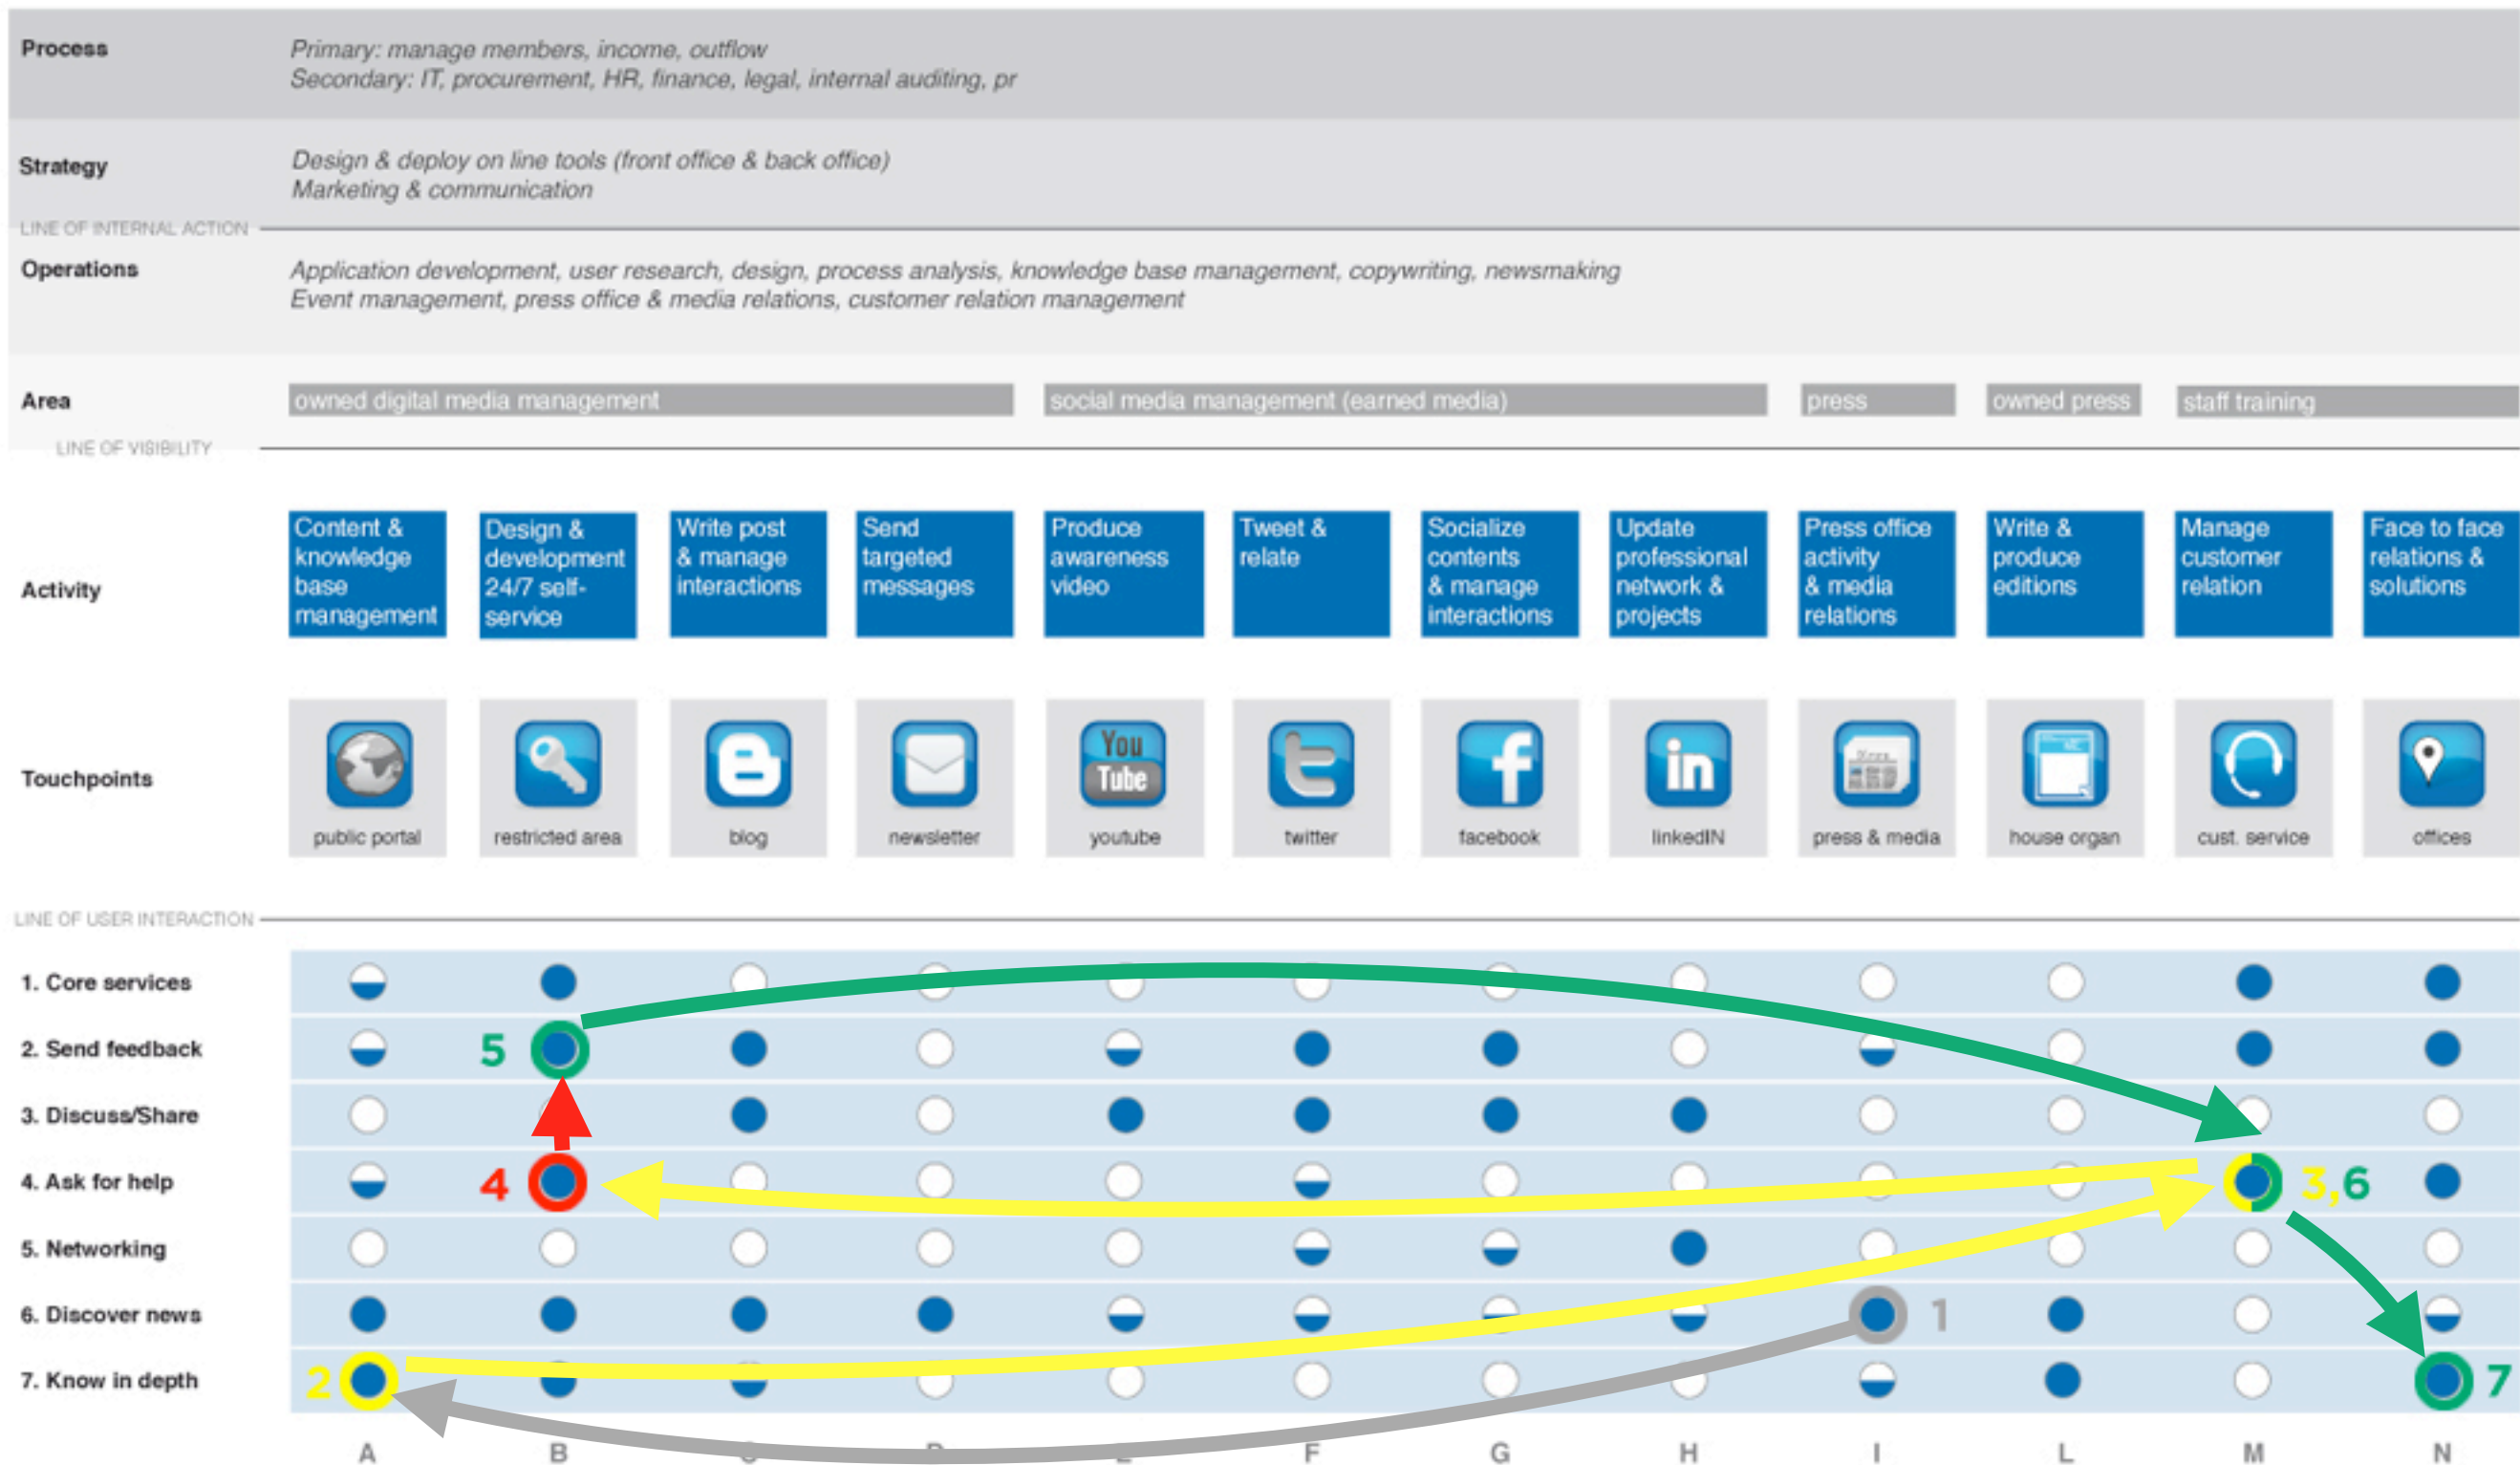 Process
Primary: manage members, income, outflow
Secondary: IT, procurement, HR, finance, legal, internal auditing, pr
Strategy
Design & deploy on line tools (front office & back office)
Marketing & communication
LINE OF INTERNAL ACTION
Operations
Application development, user research, design, process analysis, knowledge base management, copywriting, newsmaking
Event management, press office & media relations, customer relation management
Area
owned digital media management
social media management (earned media)
press
owned press
staff training
LINE OF VISIBILITY
Activity
Content &
knowledge
base
management
Design &
development
24/7 self-
service
Write post
& manage
interactions
Send
targeted
messages
Produce
awareness
video
Tweet &
relate
Socialize
contents
& manage
interactions
Update
professional
network &
projects
Press office
activity
& media
relations
Write &
produce
editions
Manage
customer
relation
Face to face
relations &
solutions
Touchpoints
You
Tube
in
News
public portal
restricted area
blog
newsletter
youtube
twitter
facebook
linkedIN
press & media
house organ
cust. service
offices
LINE OF USER INTERACTION
1. Core services
2. Send feedback
5
3. Discuss/Share
4. Ask for help
4
3,6
5. Networking
6. Discover news
1
7. Know in depth
2
7
A B F G H I L M N